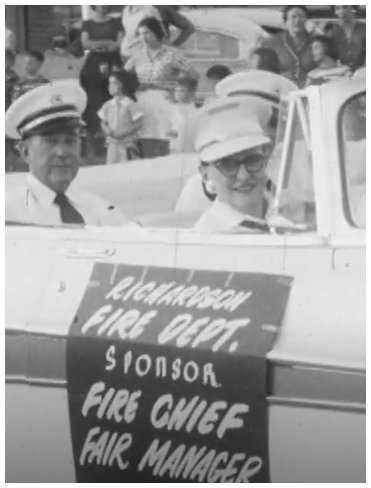 RICHARDSON
FIRE DEPT.
SPONSOR
FIRE CHIEF
FAIR MANAGER